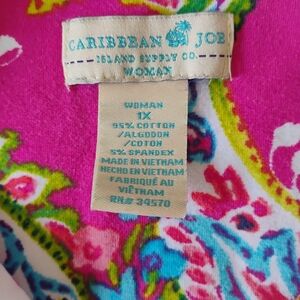 CARIBBEAN JOE
ISLAND SUPPLY CO.
WOMAN
WOMAN
1X
95% COTTON
/ALGODON
/COTON
5% SPANDEX
MADE IN VIETNAM
HECHO EN VIETNAM
FABRIQUÉ AU
VIÊTNAM
RN# 34570